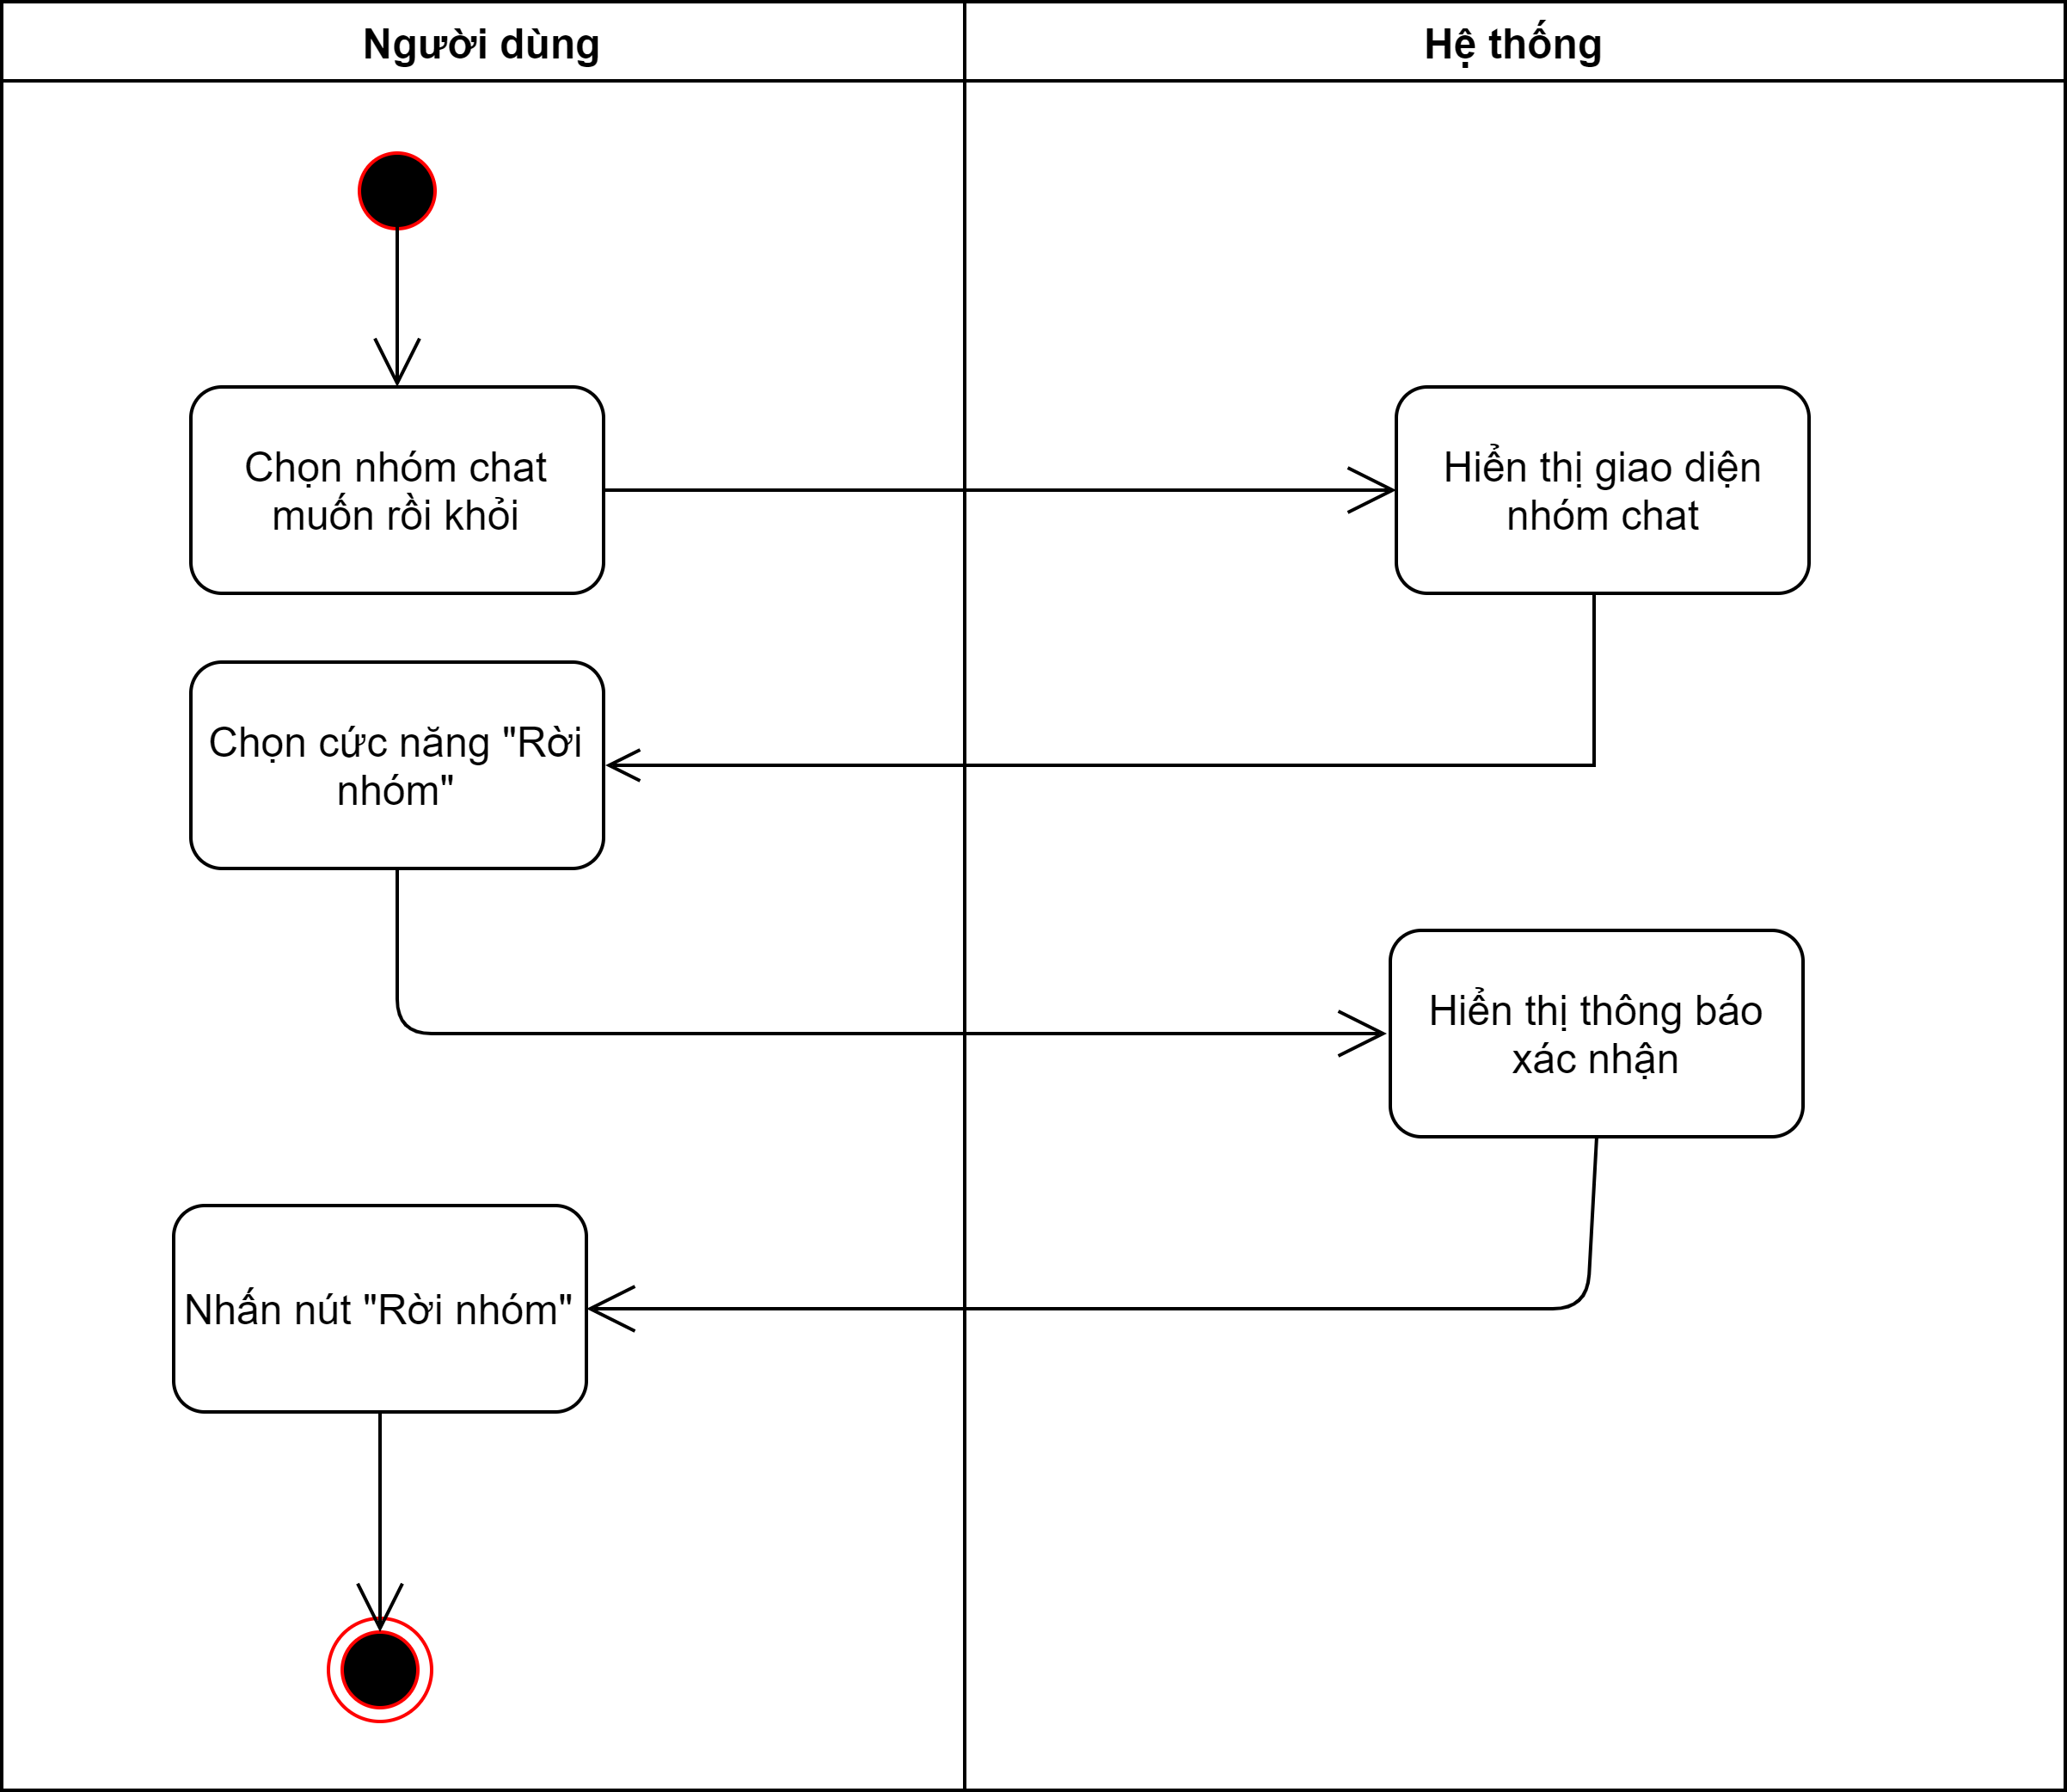 Người dùng
Hệ thống
Chọn nhóm chat
muốn rồi khỏi
Hiển thị giao diện
nhóm chat
Chọn cức năng "Rời
nhóm"
Hiển thị thông báo
xác nhận
Nhấn nút "Rời nhóm"